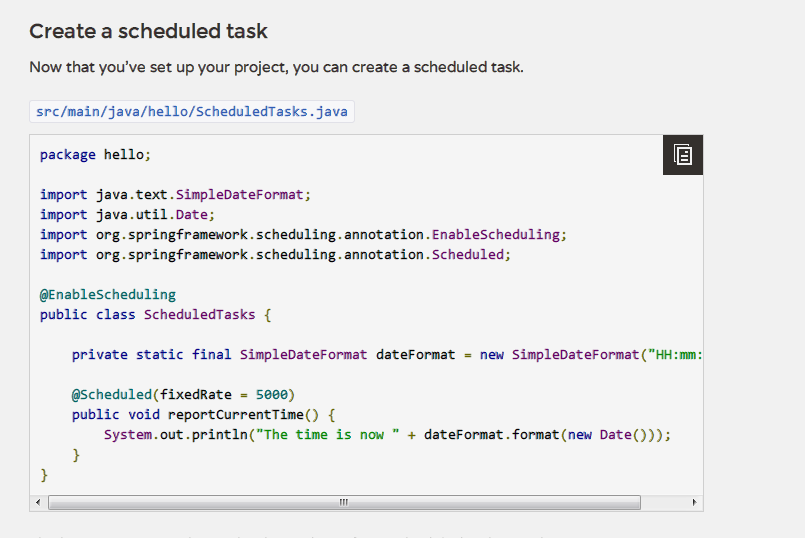 Create a scheduled task
Now that you've set up your project, you can create a scheduled task.
src/main/java/hello/ScheduledTasks.java
package hello;
import java.text.SimpleDateFormat;
import java.util.Date;
import org.springframework.scheduling.annotation.EnableScheduling;
import org.springframework.scheduling.annotation.Scheduled;
@EnableScheduling
public class ScheduledTasks {
    private static final SimpleDateFormat dateFormat = new SimpleDateFormat("HH:mm:
    @Scheduled(fixedRate = 5000)
    public void reportCurrentTime() {
        System.out.println("The time is now " + dateFormat.format(new Date()));
    }
}